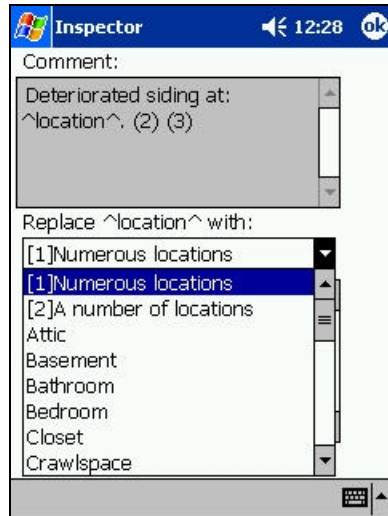 Inspector 12:28 ok
Comment:
Deteriorated siding at:
^location^. (2) (3)
Replace ^location^ with:
[1]Numerous locations
[1]Numerous locations
[2]A number of locations
Attic
Basement
Bathroom
Bedroom
Closet
Crawlspace